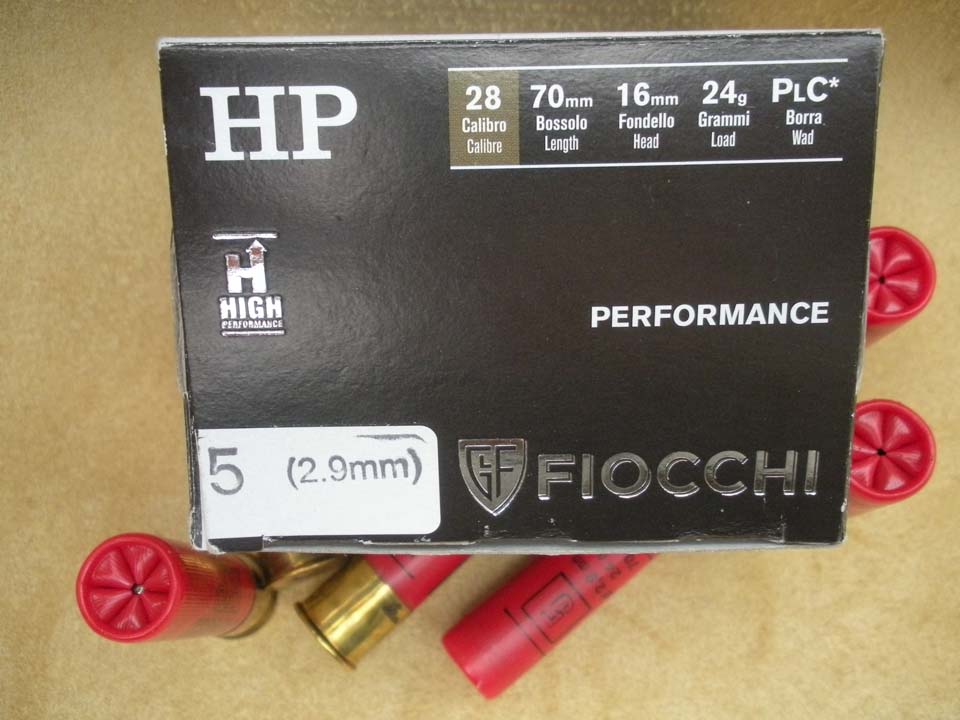 HP
28 70mm 16mm 24g PLC*
Calibro Bossolo Fondello Grammi Borra
Calibre Length Head Load Wad
H
HIGH
PERFORMANCE
PERFORMANCE
5 (2.9mm)
GF FIOCCHI